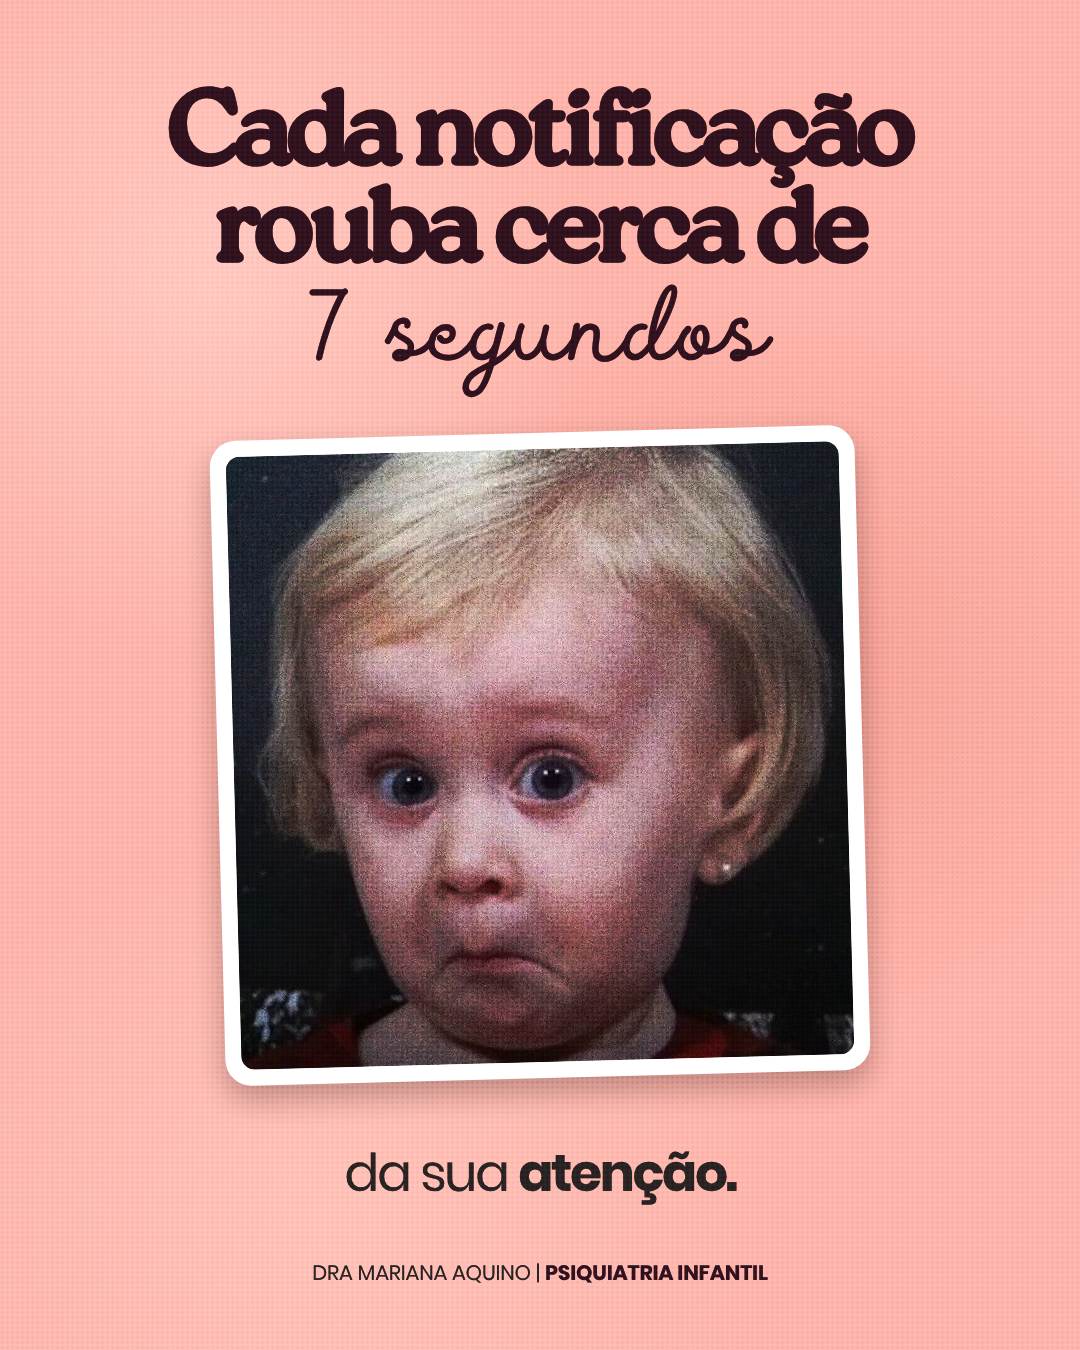 Cada notificação
rouba cerca de
7 segundos
da sua atenção.
DRA MARIANA AQUINO | PSIQUIATRIA INFANTIL